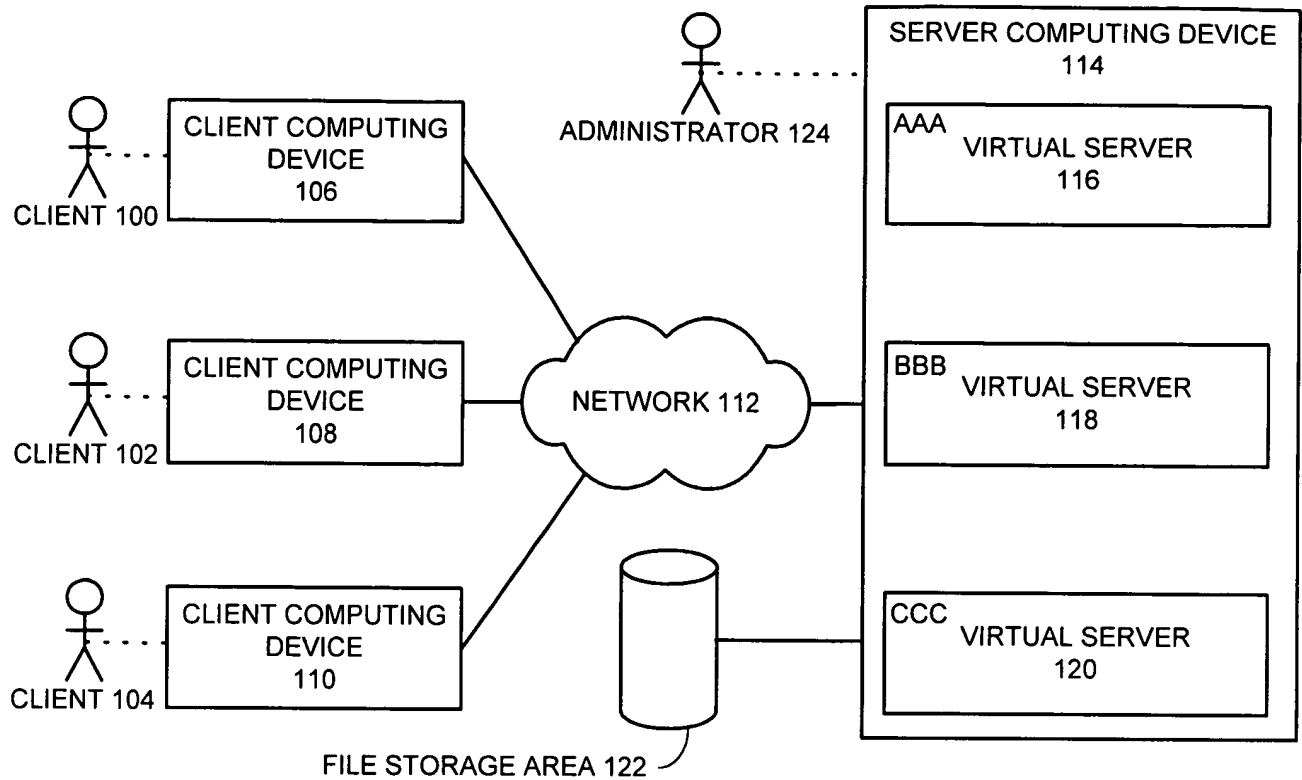 SERVER COMPUTING DEVICE
114
ADMINISTRATOR 124
CLIENT COMPUTING
DEVICE
106
CLIENT 100
AAA
VIRTUAL SERVER
116
CLIENT COMPUTING
DEVICE
108
CLIENT 102
NETWORK 112
BBB
VIRTUAL SERVER
118
CLIENT COMPUTING
DEVICE
110
CLIENT 104
CCC
VIRTUAL SERVER
120
FILE STORAGE AREA 122